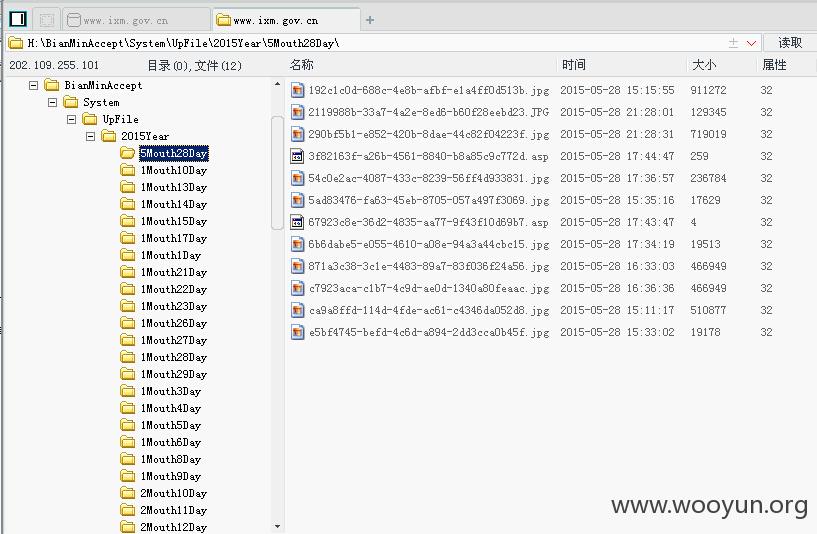 www.ixm.gov.cn www.ixm.gov.cn +
H:\BianMinAccept\System\UpFile\2015Year\5Mouth28Day\ 读取
202.109.255.101 目录(0),文件(12) 名称 时间 大小 属性
BianMinAccept
System
UpFile
2015Year
5Mouth28Day
1Mouth10Day
1Mouth13Day
1Mouth14Day
1Mouth15Day
1Mouth17Day
1Mouth1Day
1Mouth21Day
1Mouth22Day
1Mouth23Day
1Mouth26Day
1Mouth27Day
1Mouth28Day
1Mouth29Day
1Mouth3Day
1Mouth4Day
1Mouth5Day
1Mouth6Day
1Mouth8Day
1Mouth9Day
2Mouth10Day
2Mouth11Day
2Mouth12Day
192c1c0d-688c-4e8b-afbf-e1a4ff0d513b.jpg 2015-05-28 15:15:55 911272 32
2119988b-33a7-4a2e-8ed6-b60f28eebd23.JPG 2015-05-28 21:28:01 129345 32
290bf5b1-e852-420b-8dae-44c82f04223f.jpg 2015-05-28 21:28:31 719019 32
3f82163f-a26b-4561-8840-b8a85c9c772d.asp 2015-05-28 17:44:47 259 32
54c0e2ac-4087-433c-8239-56ff4d933831.jpg 2015-05-28 17:36:57 236784 32
5ad83476-fa63-45eb-8705-057a497f3069.jpg 2015-05-28 15:35:16 17629 32
67923c8e-36d2-4835-aa77-9f43f10d69b7.asp 2015-05-28 17:43:47 4 32
6b6dabe5-e055-4610-a08e-94a3a44cbc15.jpg 2015-05-28 17:34:19 19513 32
871a3c38-3c1e-4483-89a7-83f036f24a56.jpg 2015-05-28 16:33:03 466949 32
c7923aca-c1b7-4c9d-ae0d-1340a80feaac.jpg 2015-05-28 16:36:36 466949 32
ca9a8ffd-114d-4fde-ac61-c4346da052d8.jpg 2015-05-28 15:11:17 510877 32
e5bf4745-befd-4c6d-a894-2dd3cca0b45f.jpg 2015-05-28 15:33:02 19178 32
www.wooyun.org